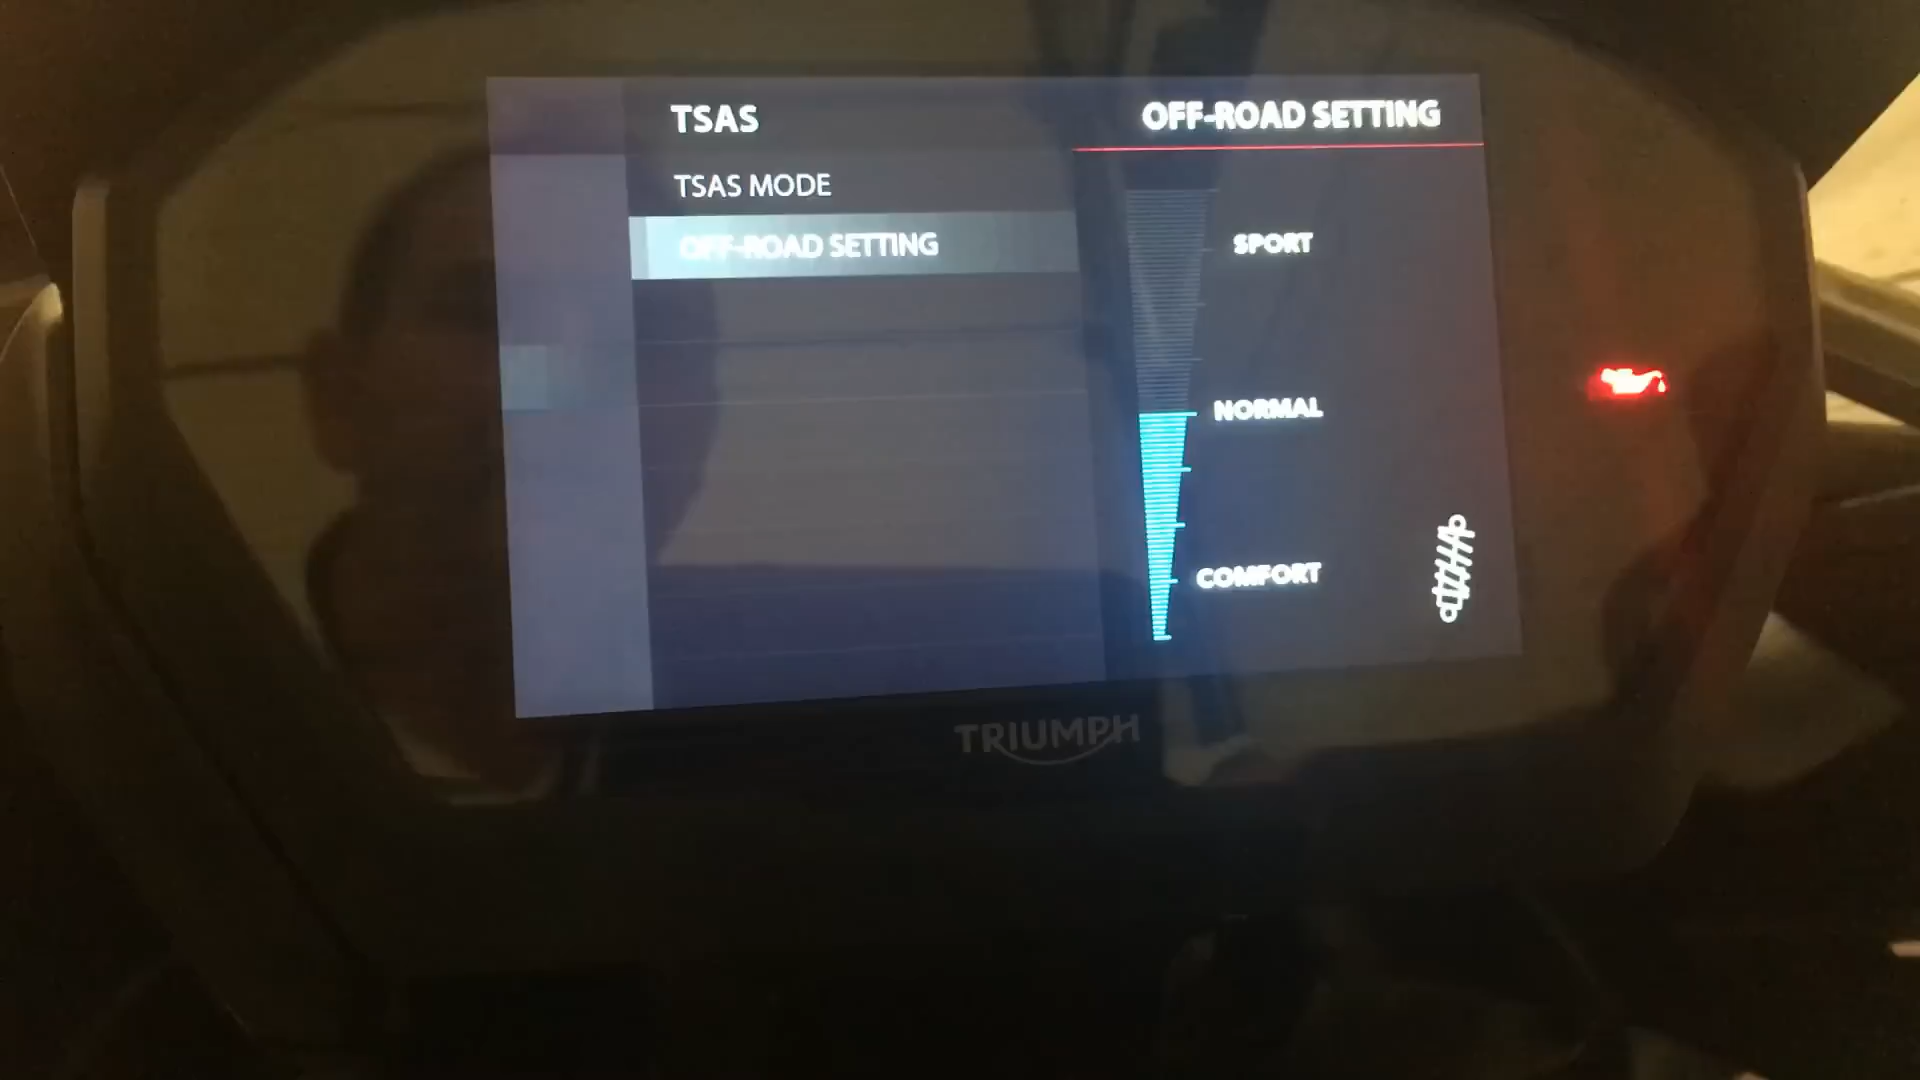 TSAS
TSAS MODE
OFF-ROAD SETTING
OFF-ROAD SETTING
SPORT
NORMAL
COMFORT
TRIUMPH